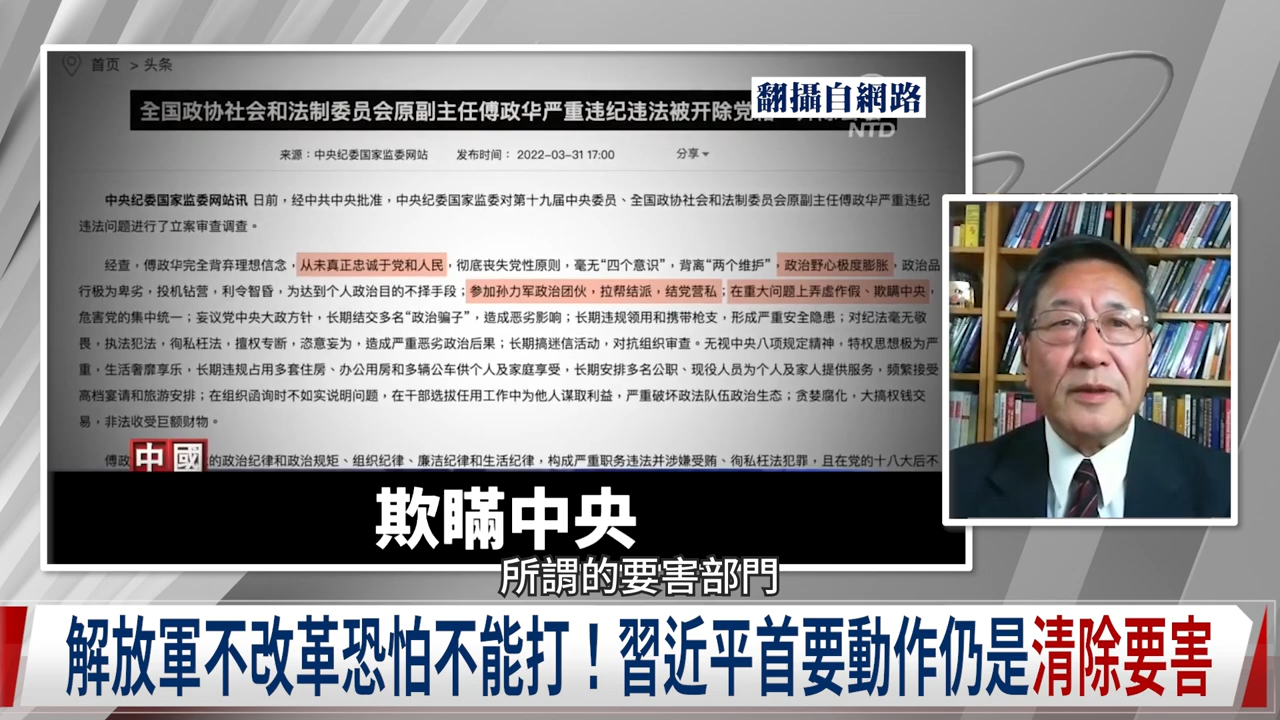 首页 > 头条
翻攝自網路
全国政协社会和法制委员会原副主任傅政华严重违纪违法被开除党
NTD
来源：中央纪委国家监委网站 发布时间： 2022-03-31 17:00 分享
中央纪委国家监委网站讯 日前，经中共中央批准，中央纪委国家监委对第十九届中央委员、全国政协社会和法制委员会原副主任傅政华严重违纪
违法问题进行了立案审查调查。
经查，傅政华完全背弃理想信念，从未真正忠诚于党和人民，彻底丧失党性原则，毫无“四个意识”，背离“两个维护”，政治野心极度膨胀，政治品
行极为卑劣，投机钻营，利令智昏，为达到个人政治目的不择手段；参加孙力军政治团伙，拉帮结派，结党营私；在重大问题上弄虚作假、欺瞒中央，
危害党的集中统一；妄议党中央大政方针，长期结交多名“政治骗子”，造成恶劣影响；长期违规领用和携带枪支，形成严重安全隐患；对纪法毫无敬
畏，执法犯法，徇私枉法，擅权专断，恣意妄为，造成严重恶劣政治后果；长期搞迷信活动，对抗组织审查。无视中央八项规定精神，特权思想极为严
重，生活奢靡享乐，长期违规占用多套住房、办公用房和多辆公车供个人及家庭享受，长期安排多名公职、现役人员为个人及家人提供服务，频繁接受
高档宴请和旅游安排；在组织函询时不如实说明问题，在干部选拔任用工作中为他人谋取利益，严重破坏政法队伍政治生态；贪婪腐化，大搞权钱交
易，非法收受巨额财物。
傅政 的政治纪律和政治规矩、组织纪律、廉洁纪律和生活纪律，构成严重职务违法并涉嫌受贿、徇私枉法犯罪，且在党的十八大后不
中國
欺瞞中央
所謂的要害部門
解放軍不改革恐怕不能打！習近平首要動作仍是清除要害